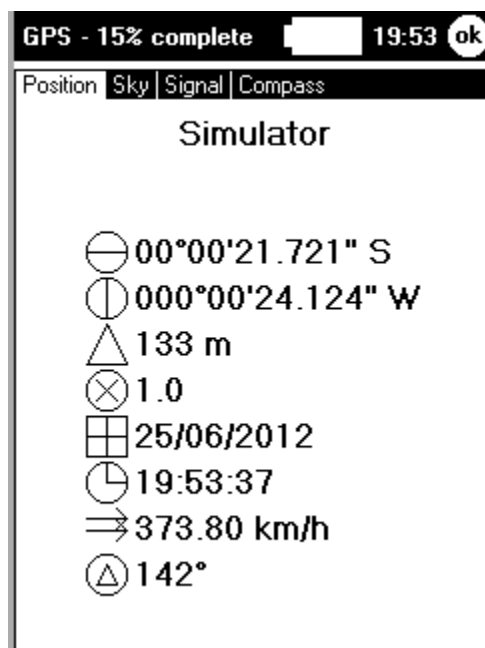 GPS - 15% complete 19:53 ok
Position Sky Signal Compass
Simulator
00°00'21.721" S
000°00'24.124" W
133 m
1.0
25/06/2012
19:53:37
373.80 km/h
142°